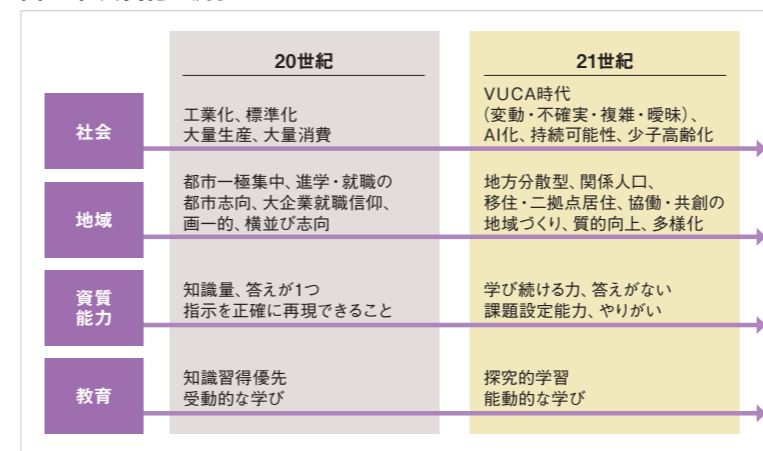 20世紀
21世紀
社会
工業化、標準化
大量生産、大量消費
VUCA時代
(変動・不確実・複雑・曖昧)、
AI化、持続可能性、少子高齢化
地域
都市一極集中、進学・就職の
都市志向、大企業就職信仰、
画一的、横並び志向
地方分散型、関係人口、
移住・二拠点居住、協働・共創の
地域づくり、質的向上、多様化
資質
能力
知識量、答えが1つ
指示を正確に再現できること
学び続ける力、答えがない
課題設定能力、やりがい
教育
知識習得優先
受動的な学び
探究的学習
能動的な学び